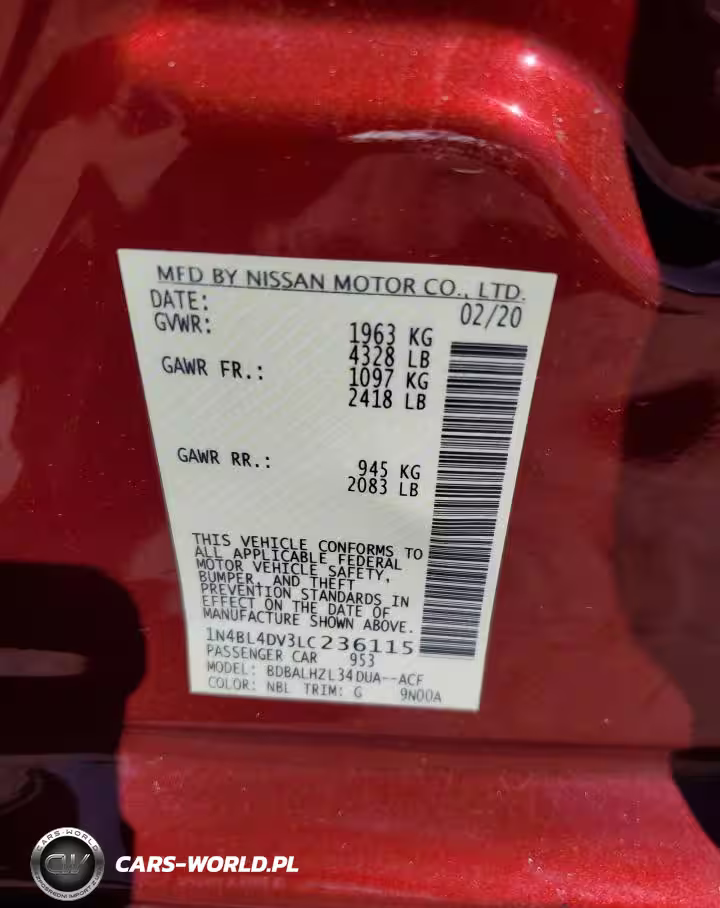 MFD BY NISSAN MOTOR CO., LTD.
DATE: 02/20
GVWR: 1963 KG
4328 LB
GAWR FR.: 1097 KG
2418 LB
GAWR RR.: 945 KG
2083 LB
THIS VEHICLE CONFORMS TO
ALL APPLICABLE FEDERAL
MOTOR VEHICLE SAFETY,
BUMPER, AND THEFT
PREVENTION STANDARDS IN
EFFECT ON THE DATE OF
MANUFACTURE SHOWN ABOVE.
1N4BL4DV3LC236115
PASSENGER CAR 953
MODEL: BDBALHZL34DUA--ACF
COLOR: NBL TRIM: G 9N00A
CARS-WORLD
CW
CARS-WORLD.PL